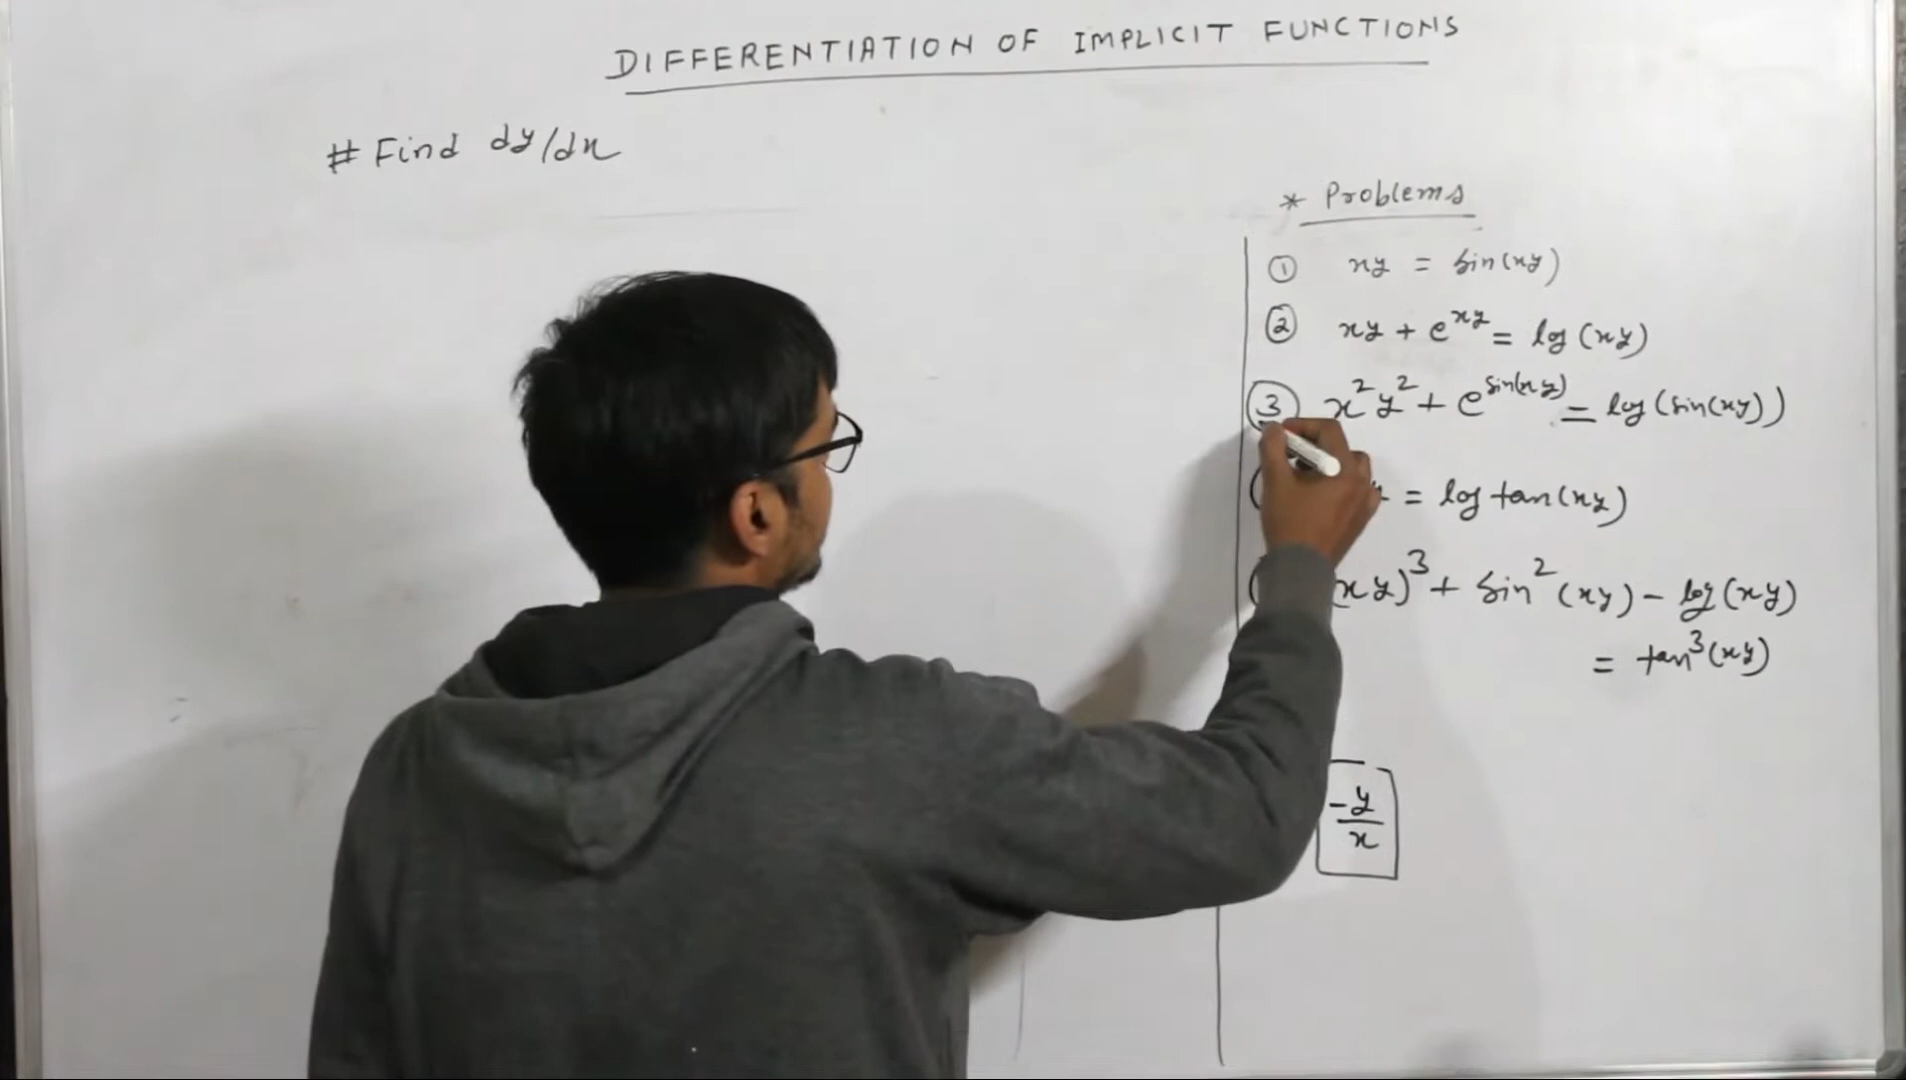 DIFFERENTIATION OF IMPLICIT FUNCTIONS
# Find dy/dx
* Problems
① xy = sin(xy)
② xy + e^xy = log (xy)
③ x²y² + e^sin(xy) = log (sin(xy))
= log tan(xy)
xy)³ + sin² (xy) - log (xy)
= tan³(xy)
-y/x